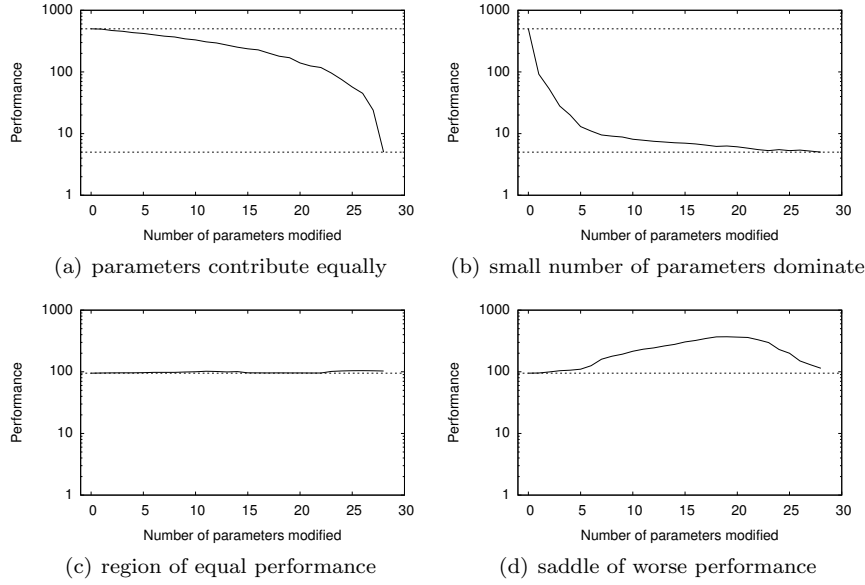 1000
100
10
1
Performance
0 5 10 15 20 25 30
Number of parameters modified
(a) parameters contribute equally
1000
100
10
1
Performance
0 5 10 15 20 25 30
Number of parameters modified
(b) small number of parameters dominate
1000
100
10
1
Performance
0 5 10 15 20 25 30
Number of parameters modified
(c) region of equal performance
1000
100
10
1
Performance
0 5 10 15 20 25 30
Number of parameters modified
(d) saddle of worse performance